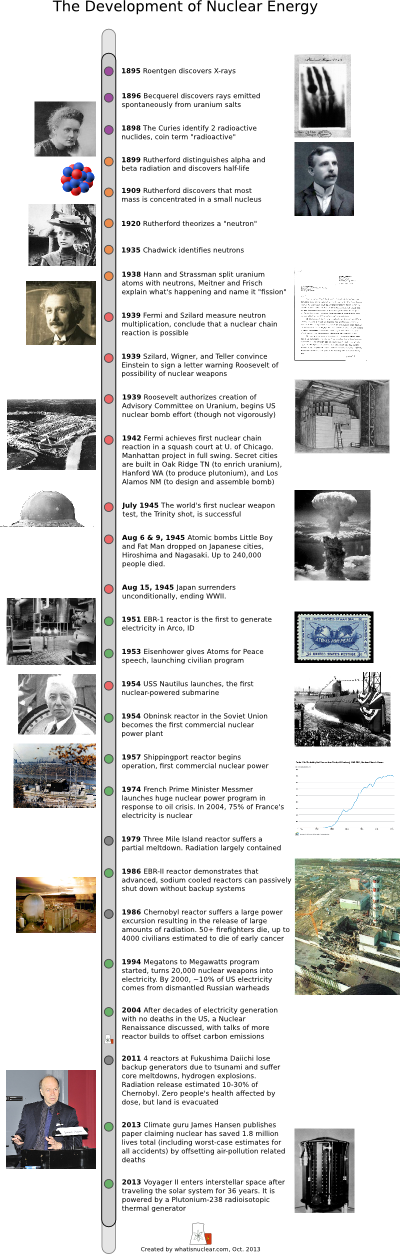 The Development of Nuclear Energy
1895 Roentgen discovers X-rays
1896 Becquerel discovers rays emitted
spontaneously from uranium salts
1898 The Curies identify 2 radioactive
nuclides, coin term "radioactive"
1899 Rutherford distinguishes alpha and
beta radiation and discovers half-life
1909 Rutherford discovers that most
mass is concentrated in a small nucleus
1920 Rutherford theorizes a "neutron"
1935 Chadwick identifies neutrons
1938 Hann and Strassman split uranium
atoms with neutrons, Meitner and Frisch
explain what's happening and name it "fission"
1939 Fermi and Szilard measure neutron
multiplication, conclude that a nuclear chain
reaction is possible
1939 Szilard, Wigner, and Teller convince
Einstein to sign a letter warning Roosevelt of
possibility of nuclear weapons
1939 Roosevelt authorizes creation of
Advisory Committee on Uranium, begins US
nuclear bomb effort (though not vigorously)
1942 Fermi achieves first nuclear chain
reaction in a squash court at U. of Chicago.
Manhattan project in full swing. Secret cities
are built in Oak Ridge TN (to enrich uranium),
Hanford WA (to produce plutonium), and Los
Alamos NM (to design and assemble bomb)
July 1945 The world's first nuclear weapon
test, the Trinity shot, is successful
Aug 6 & 9, 1945 Atomic bombs Little Boy
and Fat Man dropped on Japanese cities,
Hiroshima and Nagasaki. Up to 240,000
people died.
Aug 15, 1945 Japan surrenders
unconditionally, ending WWII.
1951 EBR-1 reactor is the first to generate
electricity in Arco, ID
1953 Eisenhower gives Atoms for Peace
speech, launching civilian program
1954 USS Nautilus launches, the first
nuclear-powered submarine
1954 Obninsk reactor in the Soviet Union
becomes the first commercial nuclear
power plant
1957 Shippingport reactor begins
operation, first commercial nuclear power
1974 French Prime Minister Messmer
launches huge nuclear power program in
response to oil crisis. In 2004, 75% of France's
electricity is nuclear
1979 Three Mile Island reactor suffers a
partial meltdown. Radiation largely contained
1986 EBR-II reactor demonstrates that
advanced, sodium cooled reactors can passively
shut down without backup systems
1986 Chernobyl reactor suffers a large power
excursion resulting in the release of large
amounts of radiation. 50+ firefighters die, up to
4000 civilians estimated to die of early cancer
1994 Megatons to Megawatts program
started, turns 20,000 nuclear weapons into
electricity. By 2000, ~10% of US electricity
comes from dismantled Russian warheads
2004 After decades of electricity generation
with no deaths in the US, a Nuclear
Renaissance discussed, with talks of more
reactor builds to offset carbon emissions
2011 4 reactors at Fukushima Daiichi lose
backup generators due to tsunami and suffer
core meltdowns, hydrogen explosions.
Radiation release estimated 10-30% of
Chernobyl. Zero people's health affected by
dose, but land is evacuated
2013 Climate guru James Hansen publishes
paper claiming nuclear has saved 1.8 million
lives total (including worst-case estimates for
all accidents) by offsetting air-pollution related
deaths
2013 Voyager II enters interstellar space after
traveling the solar system for 36 years. It is
powered by a Plutonium-238 radioisotopic
thermal generator
Created by whatisnuclear.com, Oct. 2013